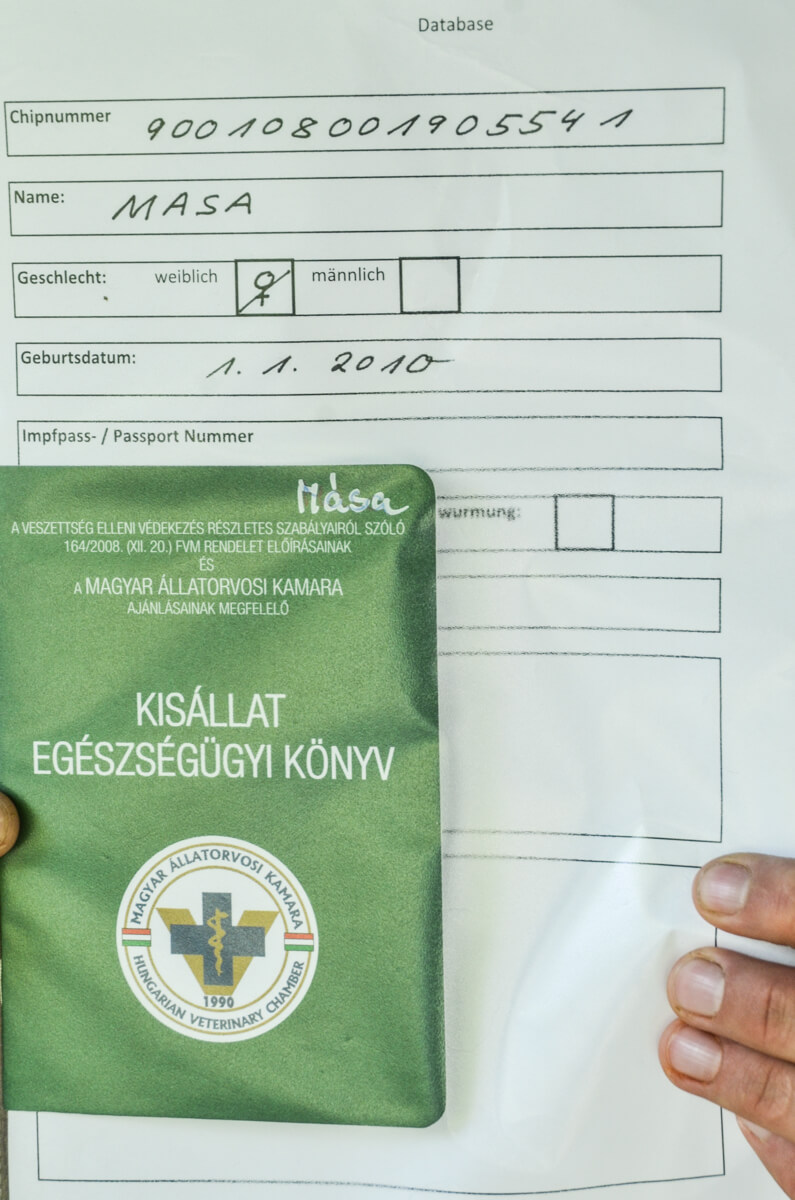 Database
Chipnummer 900108001905541
Name: MASA
Geschlecht: weiblich ♀ männlich
Geburtsdatum: 1. 1. 2010
Impfpass- / Passport Nummer
Mása
A VESZETTSÉG ELLENI VÉDEKEZÉS RÉSZLETES SZABÁLYAIRÓL SZÓLÓ
164/2008. (XII. 20.) FVM RENDELET ELŐÍRÁSAINAK
ÉS
A MAGYAR ÁLLATORVOSI KAMARA
AJÁNLÁSAINAK MEGFELELŐ
wurmung:
KISÁLLAT
EGÉSZSÉGÜGYI KÖNYV
MAGYAR ÁLLATORVOSI KAMARA
1990
HUNGARIAN VETERINARY CHAMBER